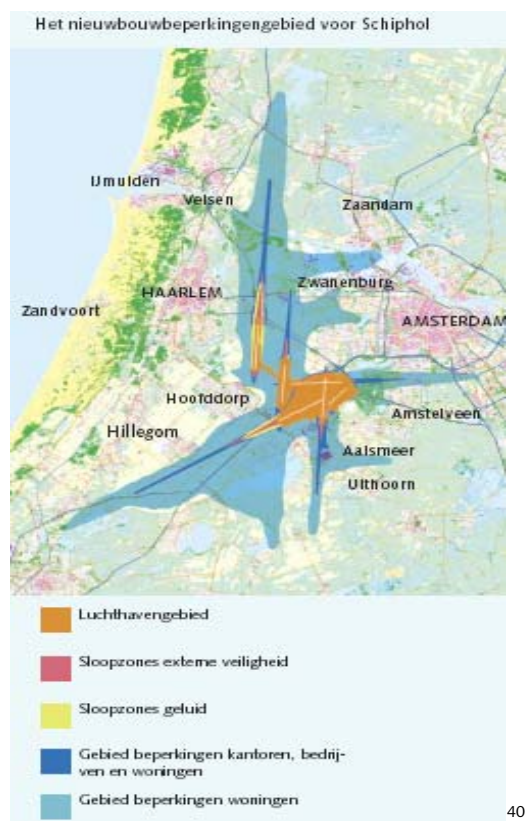 Het nieuwbouwbeperkingengebied voor Schiphol
IJmuiden
Velsen
Zaandam
Zwanenburg
HAARLEM
Zandvoort
AMSTERDAM
Hoofddorp
Amstelveen
Hillegom
Aalsmeer
Uithoorn
Luchthavengebied
Sloopzones externe veiligheid
Sloopzones geluid
Gebied beperkingen kantoren, bedrij-
ven en woningen
Gebied beperkingen woningen
40